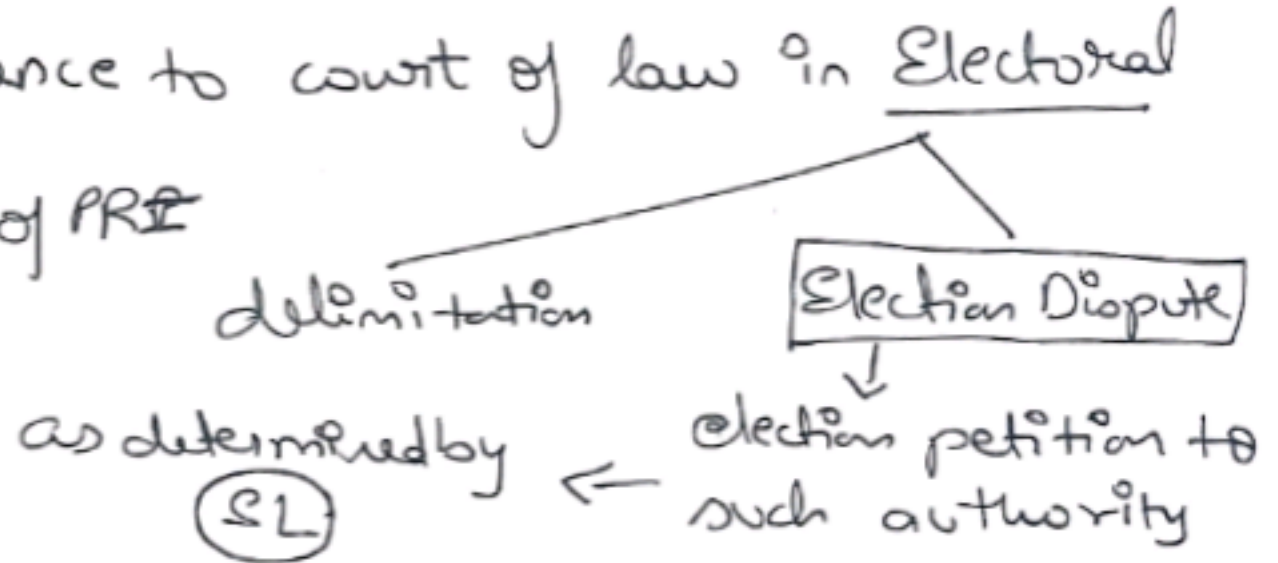 ance to court of law in Electoral
of PRI
delimitation
Election Dispute
election petition to
such authority
as determined by
SL